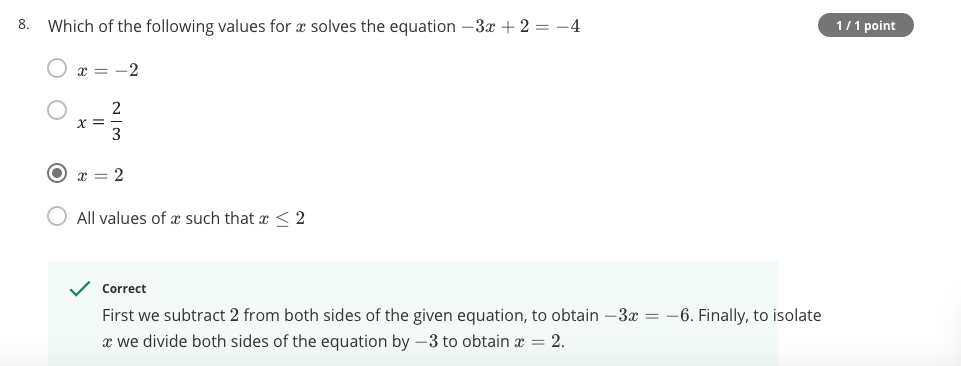 8. Which of the following values for x solves the equation −3x + 2 = −4
1 / 1 point
x = −2
x = 2/3
x = 2
All values of x such that x ≤ 2
Correct
First we subtract 2 from both sides of the given equation, to obtain −3x = −6. Finally, to isolate
x we divide both sides of the equation by −3 to obtain x = 2.